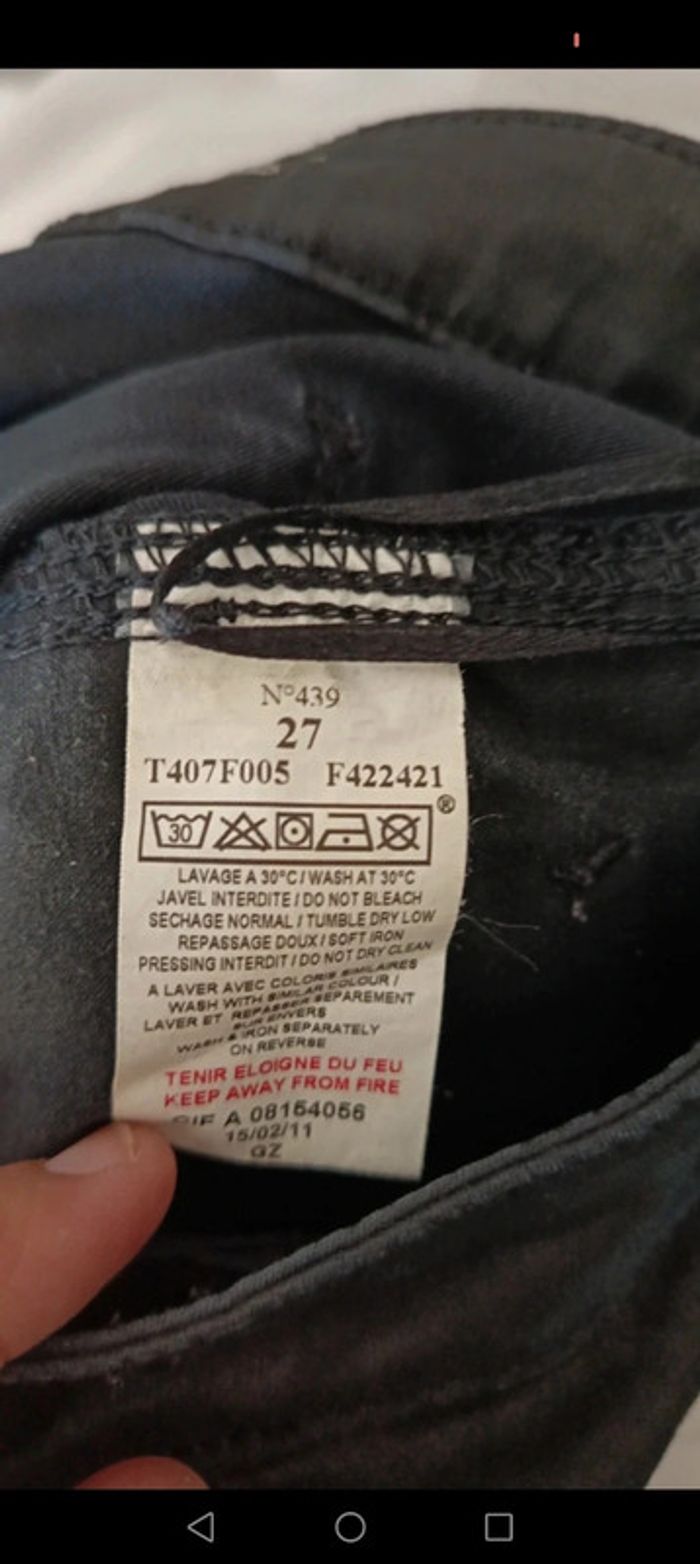 N°439
27
T407F005 F422421
30
®
LAVAGE A 30°C / WASH AT 30°C
JAVEL INTERDITE / DO NOT BLEACH
SECHAGE NORMAL / TUMBLE DRY LOW
REPASSAGE DOUX / SOFT IRON
PRESSING INTERDIT / DO NOT DRY CLEAN
A LAVER AVEC COLORIS SIMILAIRES
WASH WITH SIMILAR COLOUR /
LAVER ET REPASSER SEPAREMENT
SUR ENVERS
WASH & IRON SEPARATELY
ON REVERSE
TENIR ELOIGNE DU FEU
KEEP AWAY FROM FIRE
A 08154056
15/02/11
GZ